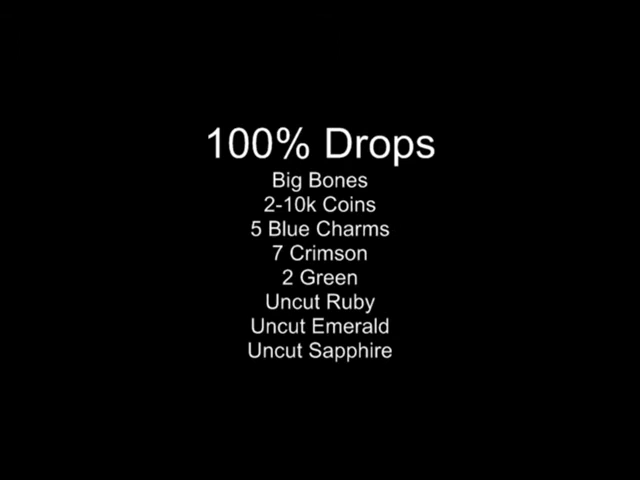 100% Drops
Big Bones
2-10k Coins
5 Blue Charms
7 Crimson
2 Green
Uncut Ruby
Uncut Emerald
Uncut Sapphire